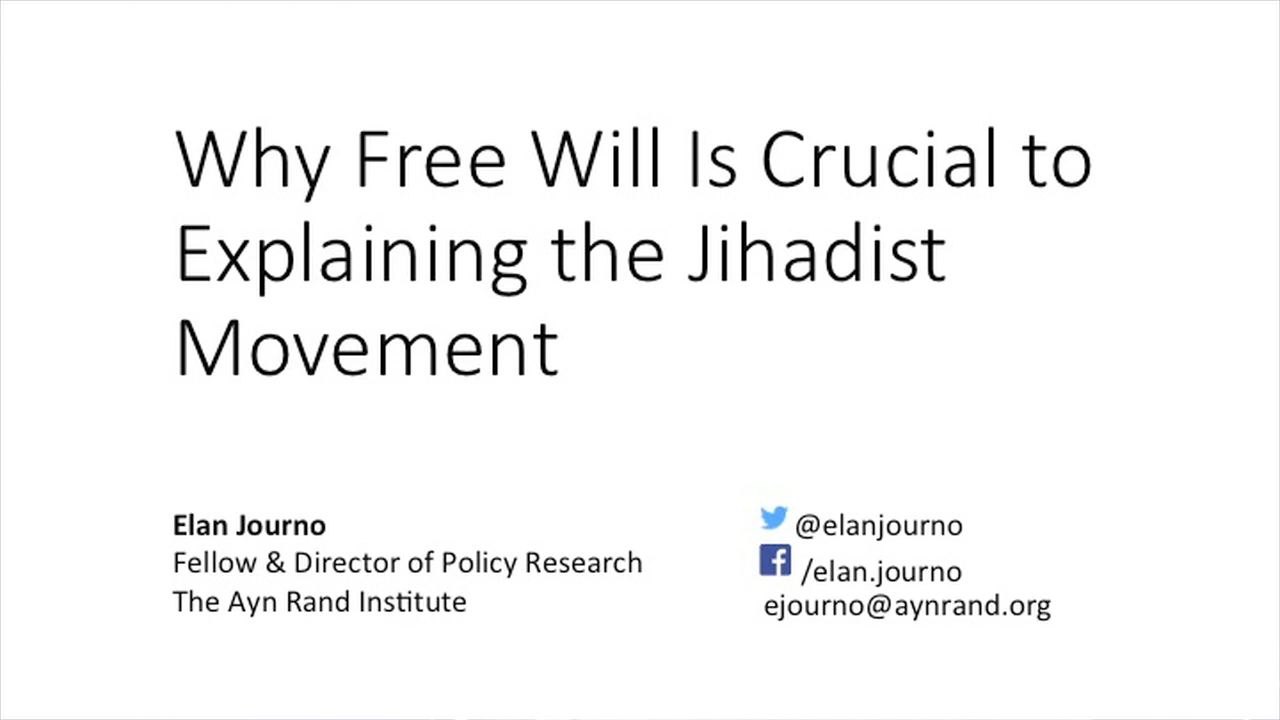 Why Free Will Is Crucial to
Explaining the Jihadist
Movement
Elan Journo
Fellow & Director of Policy Research
The Ayn Rand Institute
@elanjourno
/elan.journo
ejourno@aynrand.org